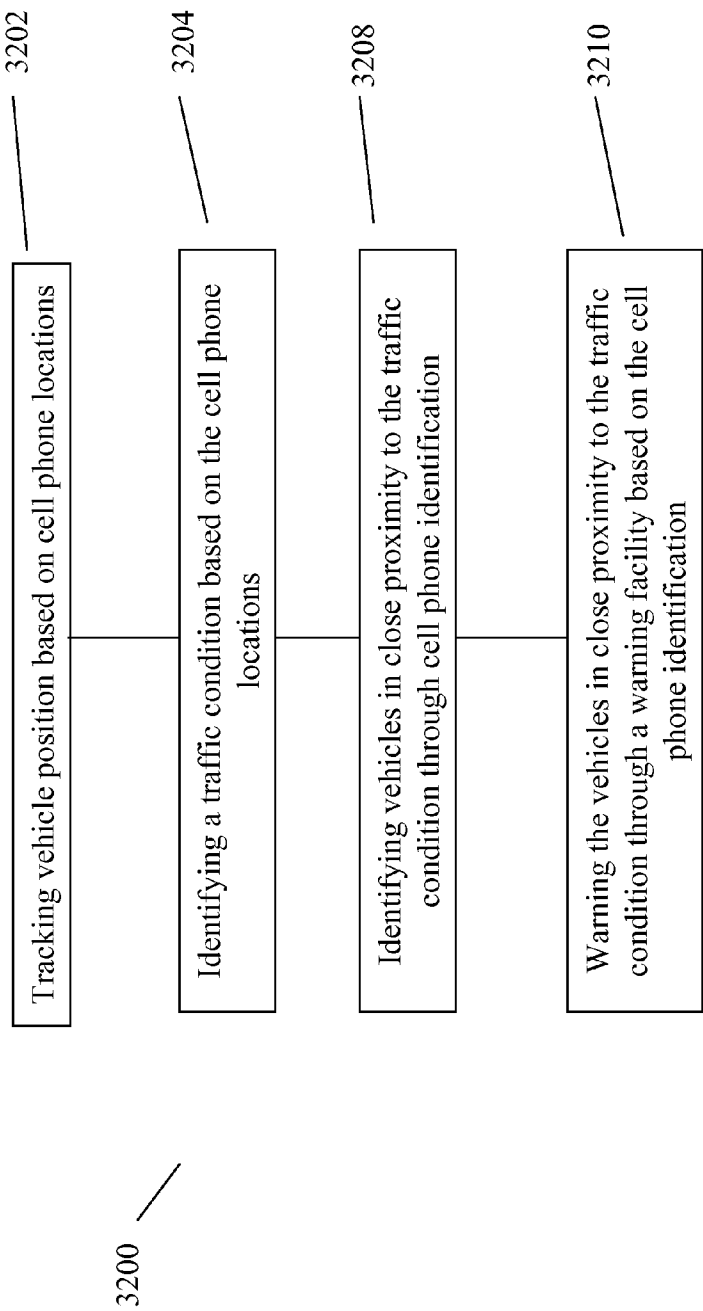 3200
Tracking vehicle position based on cell phone locations
3202
Identifying a traffic condition based on the cell phone
locations
3204
Identifying vehicles in close proximity to the traffic
condition through cell phone identification
3208
Warning the vehicles in close proximity to the traffic
condition through a warning facility based on the cell
phone identification
3210